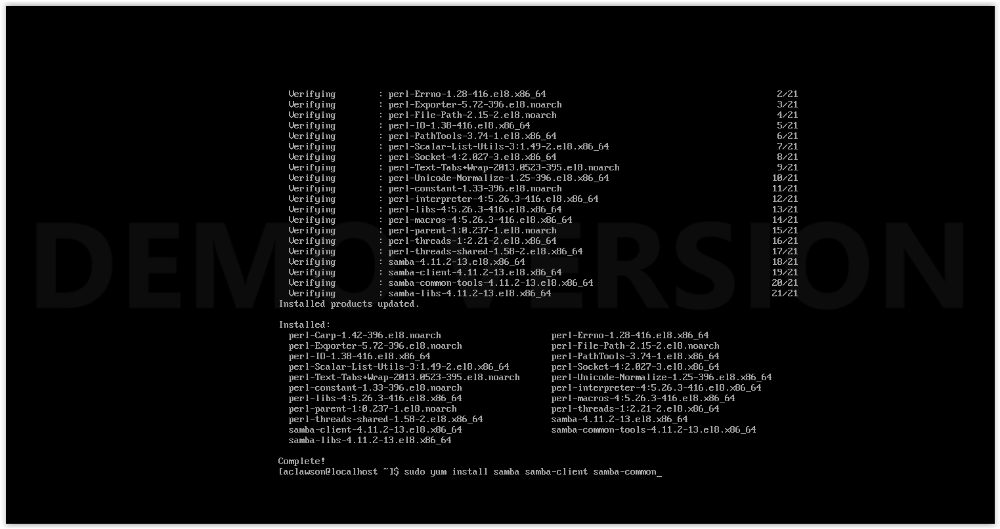 Verifying : perl-Errno-1.28-416.el8.x86_64 2/21
Verifying : perl-Exporter-5.72-396.el8.noarch 3/21
Verifying : perl-File-Path-2.15-2.el8.noarch 4/21
Verifying : perl-IO-1.38-416.el8.x86_64 5/21
Verifying : perl-PathTools-3.74-1.el8.x86_64 6/21
Verifying : perl-Scalar-List-Utils-3:1.49-2.el8.x86_64 7/21
Verifying : perl-Socket-4:2.027-3.el8.x86_64 8/21
Verifying : perl-Text-Tabs+Wrap-2013.0523-395.el8.noarch 9/21
Verifying : perl-Unicode-Normalize-1.25-396.el8.x86_64 10/21
Verifying : perl-constant-1.33-396.el8.noarch 11/21
Verifying : perl-interpreter-4:5.26.3-416.el8.x86_64 12/21
Verifying : perl-libs-4:5.26.3-416.el8.x86_64 13/21
Verifying : perl-macros-4:5.26.3-416.el8.x86_64 14/21
Verifying : perl-parent-1:0.237-1.el8.noarch 15/21
Verifying : perl-threads-1:2.21-2.el8.x86_64 16/21
Verifying : perl-threads-shared-1.58-2.el8.x86_64 17/21
Verifying : samba-4.11.2-13.el8.x86_64 18/21
Verifying : samba-client-4.11.2-13.el8.x86_64 19/21
Verifying : samba-common-tools-4.11.2-13.el8.x86_64 20/21
Verifying : samba-libs-4.11.2-13.el8.x86_64 21/21
Installed products updated.
Installed:
perl-Carp-1.42-396.el8.noarch perl-Errno-1.28-416.el8.x86_64
perl-Exporter-5.72-396.el8.noarch perl-File-Path-2.15-2.el8.noarch
perl-IO-1.38-416.el8.x86_64 perl-PathTools-3.74-1.el8.x86_64
perl-Scalar-List-Utils-3:1.49-2.el8.x86_64 perl-Socket-4:2.027-3.el8.x86_64
perl-Text-Tabs+Wrap-2013.0523-395.el8.noarch perl-Unicode-Normalize-1.25-396.el8.x86_64
perl-constant-1.33-396.el8.noarch perl-interpreter-4:5.26.3-416.el8.x86_64
perl-libs-4:5.26.3-416.el8.x86_64 perl-macros-4:5.26.3-416.el8.x86_64
perl-parent-1:0.237-1.el8.noarch perl-threads-1:2.21-2.el8.x86_64
perl-threads-shared-1.58-2.el8.x86_64 samba-4.11.2-13.el8.x86_64
samba-client-4.11.2-13.el8.x86_64 samba-common-tools-4.11.2-13.el8.x86_64
samba-libs-4.11.2-13.el8.x86_64
Complete!
[aclawson@localhost ~]$ sudo yum install samba samba-client samba-common_
DEMO VERSION